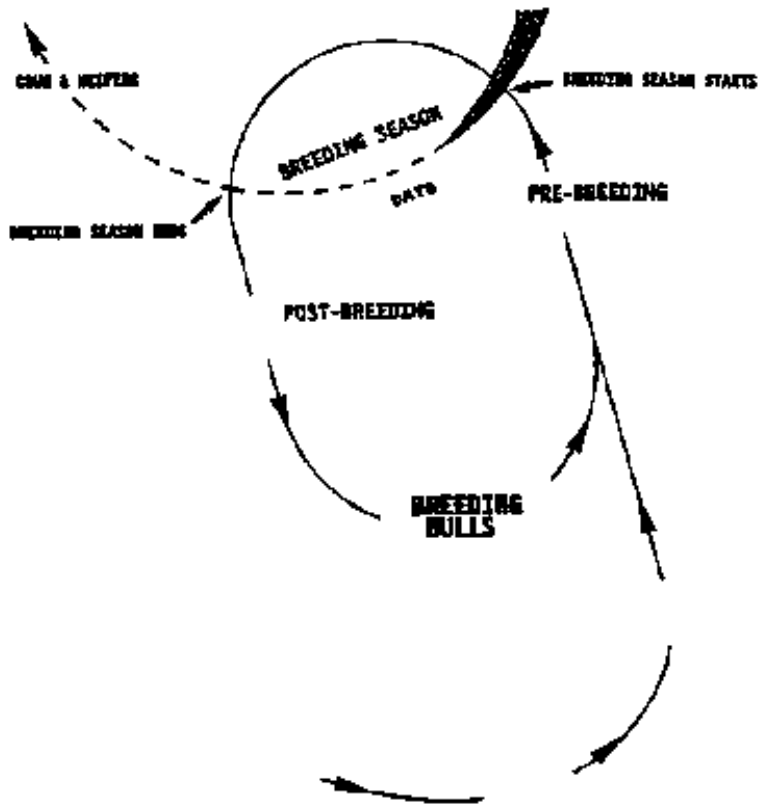 COWS & HEIFERS
BREEDING SEASON STARTS
BREEDING SEASON
DAYS
PRE-BREEDING
BREEDING SEASON ENDS
POST-BREEDING
BREEDING
BULLS